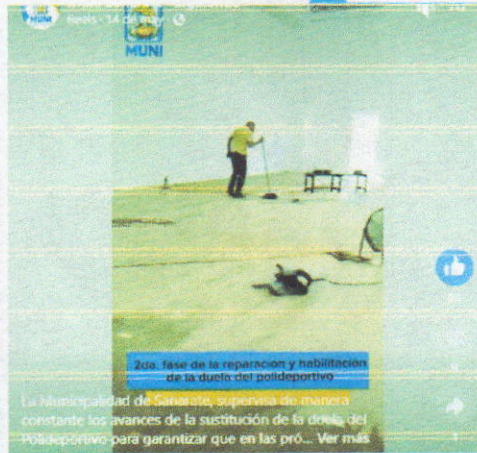 MUNI
Reels · 14 de may
MUNI
2da. fase de la reparacion y habilitación
de la duela del polideportivo
La Municipalidad de Sanarate, supervisa de manera
constante los avances de la sustitución de la duela del
Polideportivo para garantizar que en las pró... Ver más